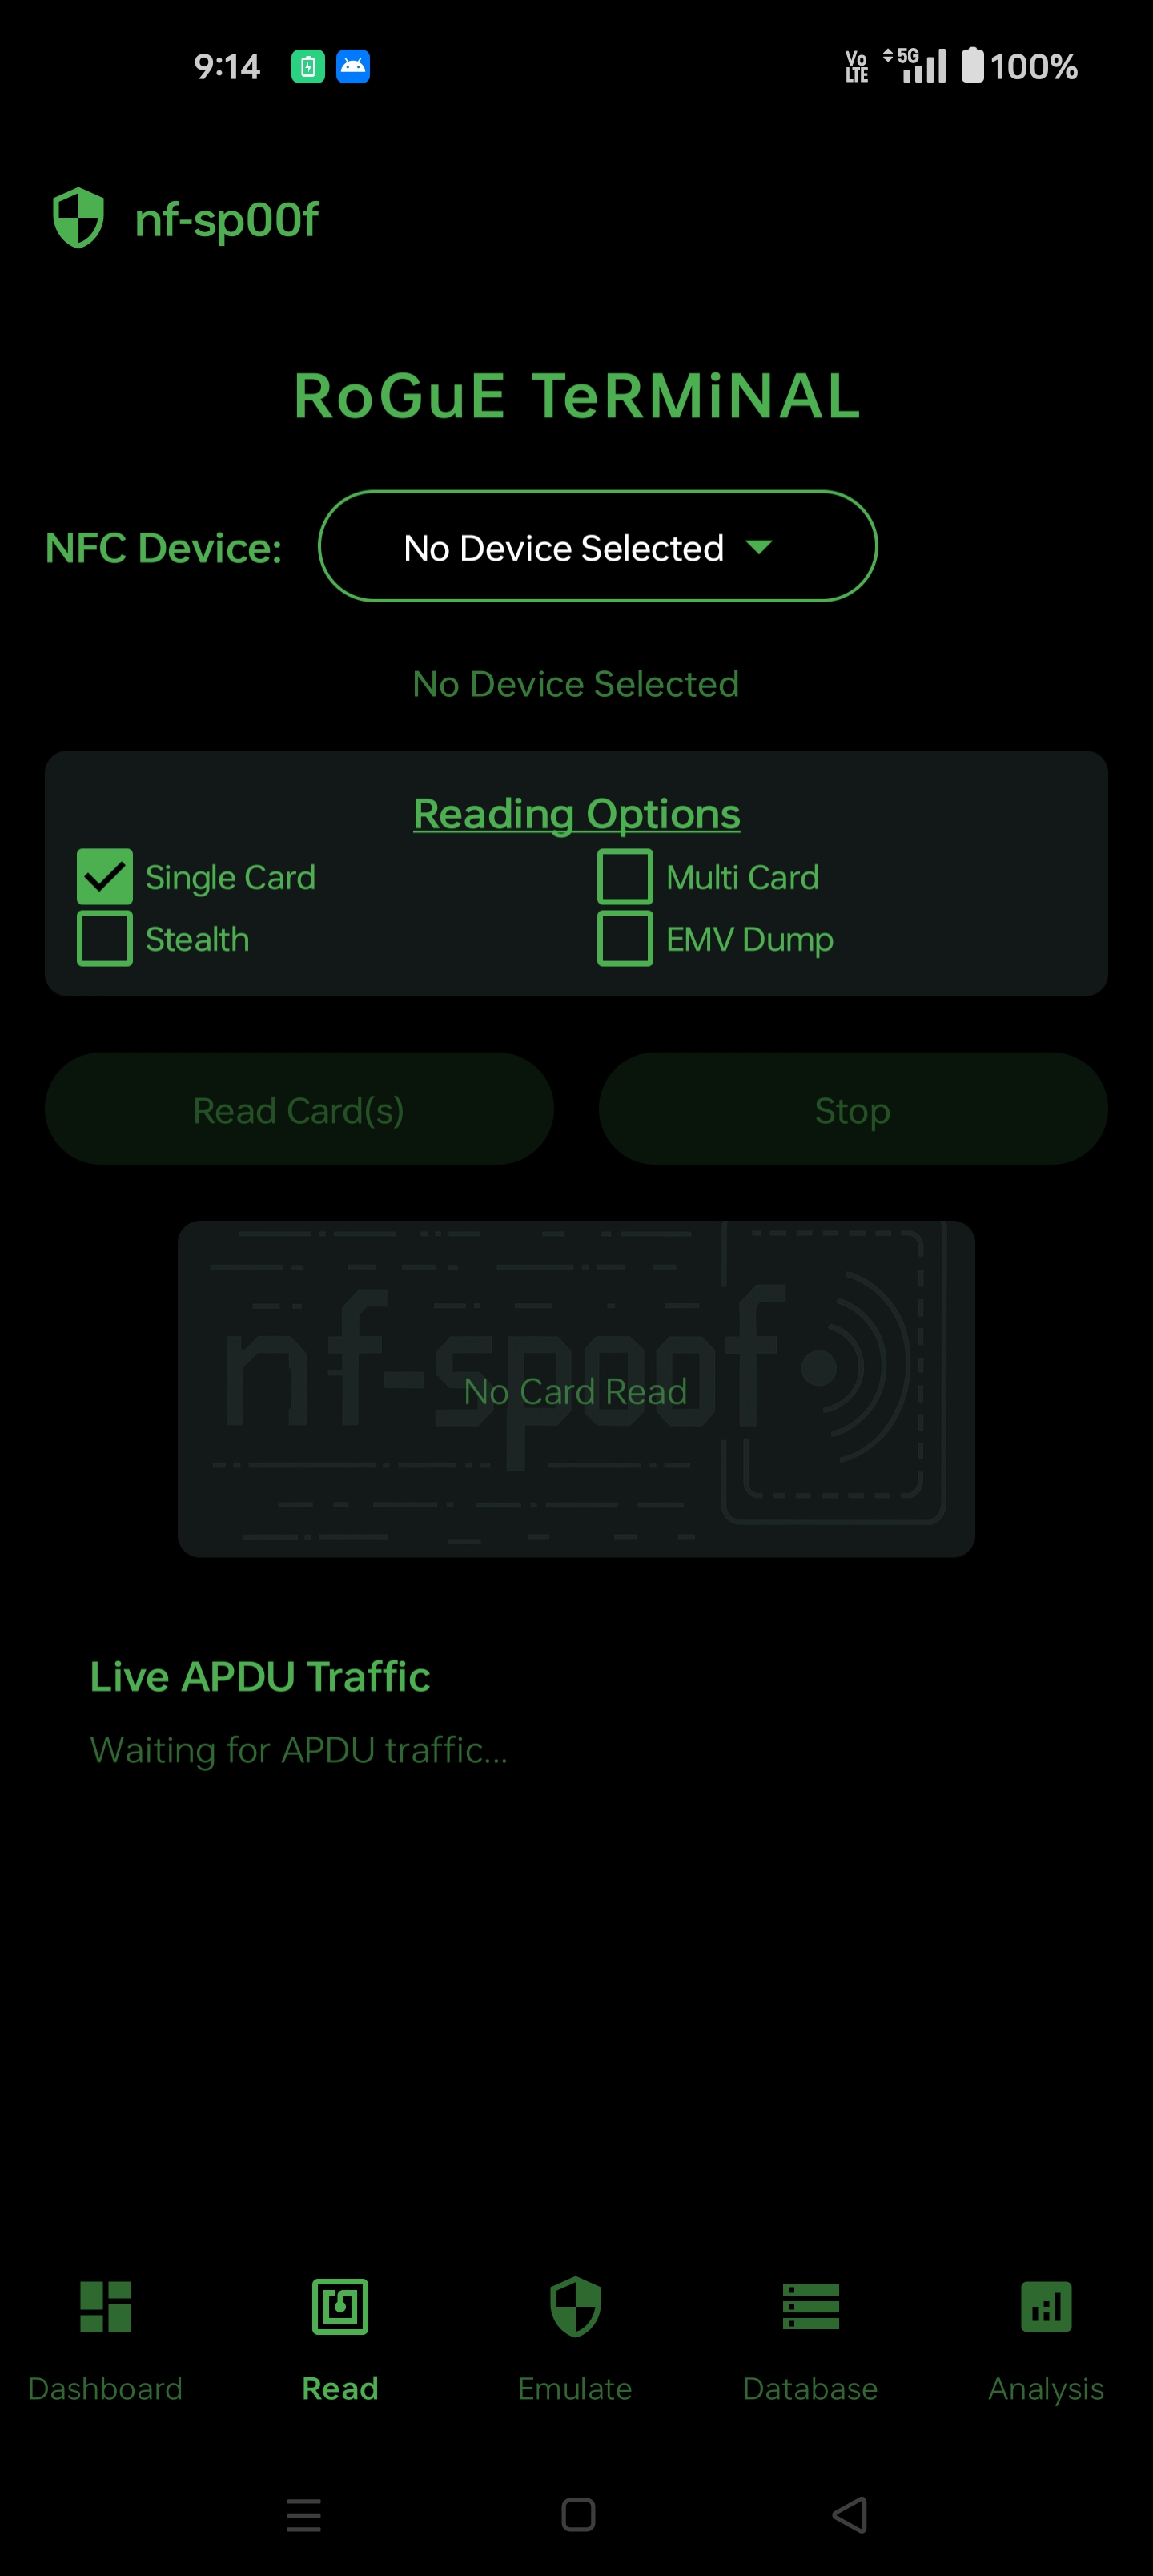 9:14 Vo LTE 5G 100%
nf-sp00f
RoGuE TeRMiNAL
NFC Device: No Device Selected
No Device Selected
Reading Options
Single Card Multi Card
Stealth EMV Dump
Read Card(s) Stop
nf-spoof
No Card Read
Live APDU Traffic
Waiting for APDU traffic...
Dashboard Read Emulate Database Analysis